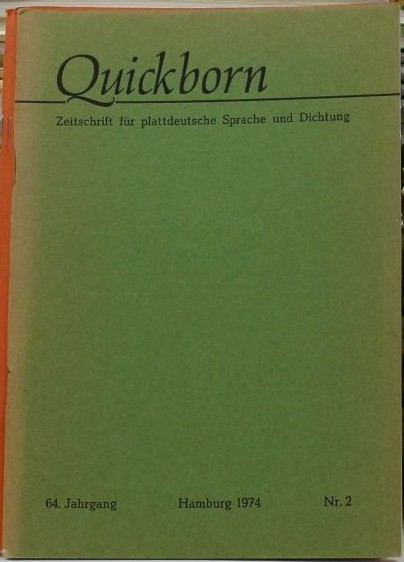 Quickborn
Zeitschrift für plattdeutsche Sprache und Dichtung
64. Jahrgang Hamburg 1974 Nr. 2